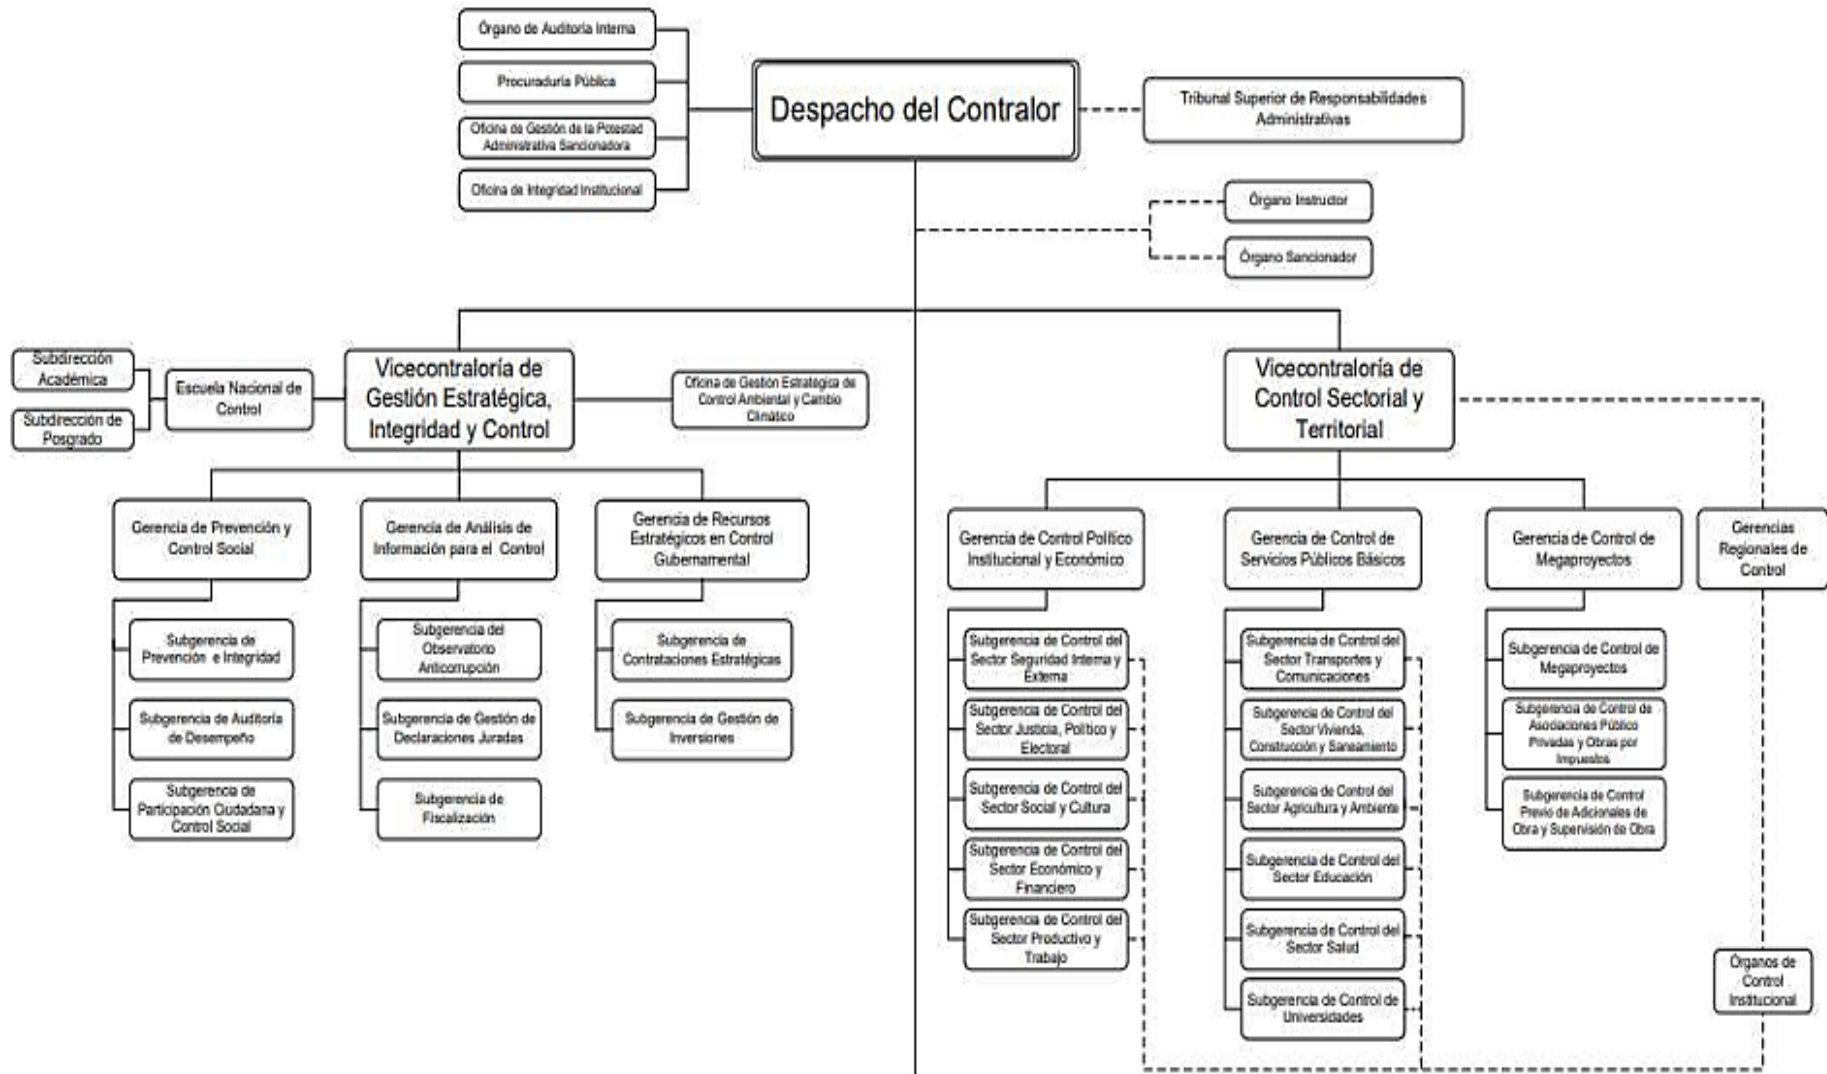 Órgano de Auditoría Interna
Procuraduría Pública
Oficina de Gestión de la Potestad
Administrativa Sancionadora
Oficina de Integridad Institucional
Despacho del Contralor
Tribunal Superior de Responsabilidades
Administrativas
Órgano Instructor
Órgano Sancionador
Subdirección
Académica
Subdirección de
Posgrado
Escuela Nacional de
Control
Vicecontraloría de
Gestión Estratégica,
Integridad y Control
Oficina de Gestión Estratégica de
Control Ambiental y Cambio
Climático
Vicecontraloría de
Control Sectorial y
Territorial
Gerencia de Prevención y
Control Social
Gerencia de Análisis de
Información para el Control
Gerencia de Recursos
Estratégicos en Control
Gubernamental
Gerencia de Control Político
Institucional y Económico
Gerencia de Control de
Servicios Públicos Básicos
Gerencia de Control de
Megaproyectos
Gerencias
Regionales de
Control
Subgerencia de
Prevención e Integridad
Subgerencia de Auditoría
de Desempeño
Subgerencia de
Participación Ciudadana y
Control Social
Subgerencia del
Observatorio
Anticorrupción
Subgerencia de Gestión de
Declaraciones Juradas
Subgerencia de
Fiscalización
Subgerencia de
Contrataciones Estratégicas
Subgerencia de Gestión de
Inversiones
Subgerencia de Control del
Sector Seguridad Interna y
Externa
Subgerencia de Control del
Sector Justicia, Político y
Electoral
Subgerencia de Control del
Sector Social y Cultura
Subgerencia de Control del
Sector Económico y
Financiero
Subgerencia de Control del
Sector Productivo y
Trabajo
Subgerencia de Control del
Sector Transportes y
Comunicaciones
Subgerencia de Control del
Sector Vivienda,
Construcción y Saneamiento
Subgerencia de Control del
Sector Agricultura y Ambiente
Subgerencia de Control del
Sector Educación
Subgerencia de Control del
Sector Salud
Subgerencia de Control de
Universidades
Subgerencia de Control de
Megaproyectos
Subgerencia de Control de
Asociaciones Público
Privadas y Obras por
Impuestos
Subgerencia de Control
Previo de Adicionales de
Obra y Supervisión de Obra
Órganos de
Control
Institucional